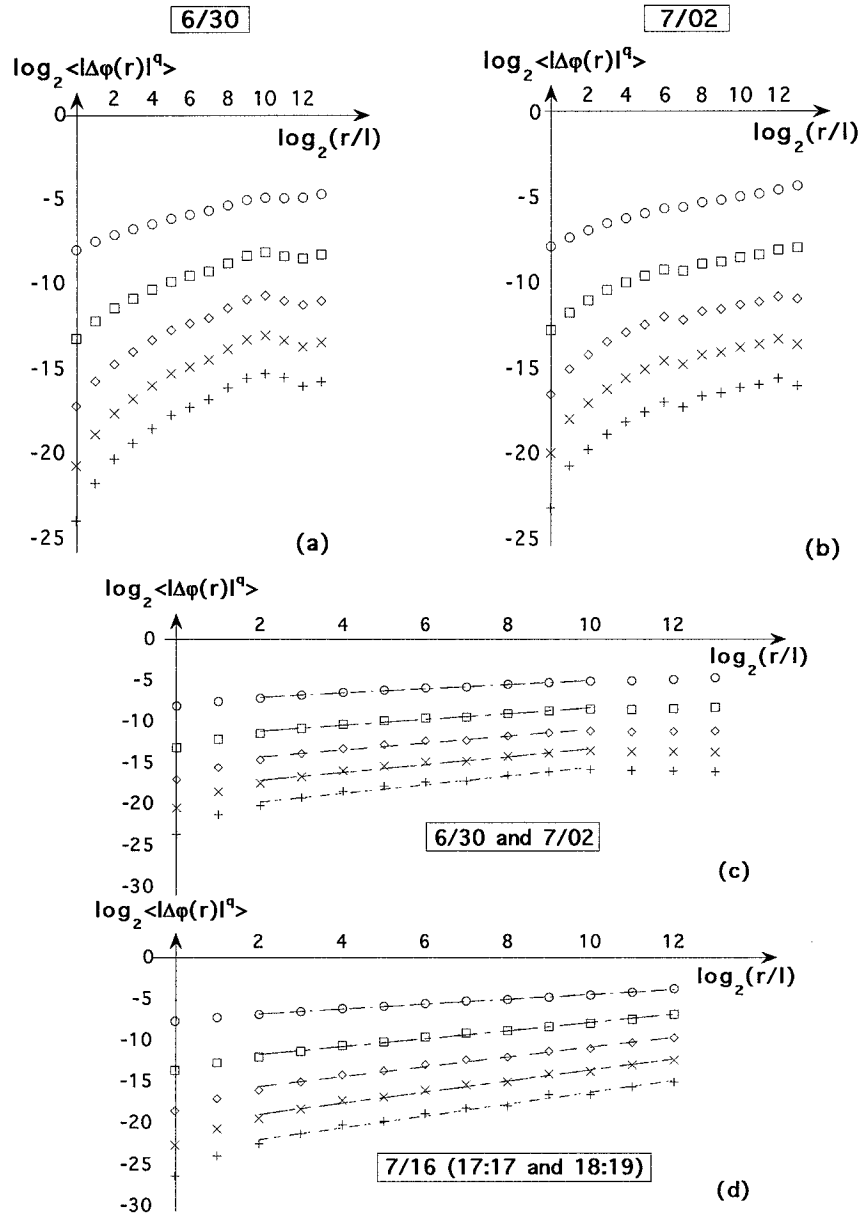 6/30
7/02
log₂<|Δφ(r)|^q>
log₂<|Δφ(r)|^q>
0 2 4 6 8 10 12
0 2 4 6 8 10 12
log₂(r/l)
log₂(r/l)
-5
-5
-10
-10
-15
-15
-20
-20
-25
-25
(a)
(b)
log₂<|Δφ(r)|^q>
0 2 4 6 8 10 12
log₂(r/l)
-5
-10
-15
-20
-25
-30
6/30 and 7/02
(c)
log₂<|Δφ(r)|^q>
0 2 4 6 8 10 12
log₂(r/l)
-5
-10
-15
-20
-25
-30
7/16 (17:17 and 18:19)
(d)